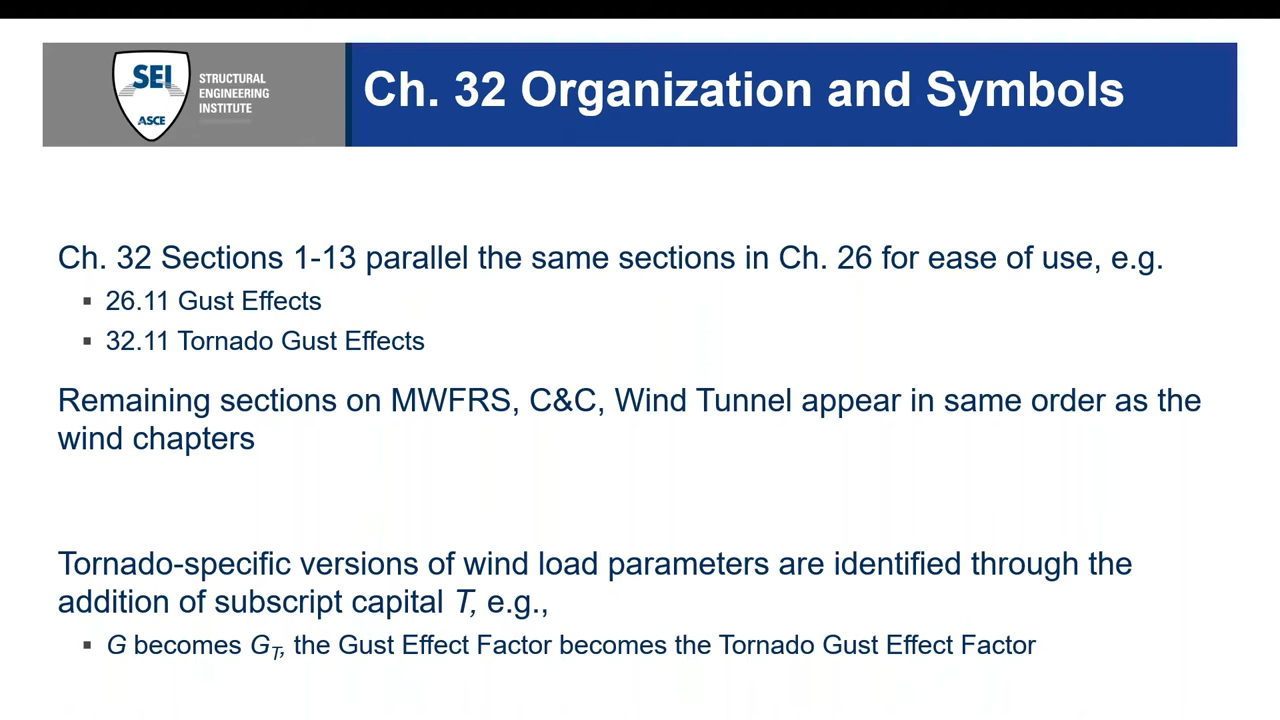 SEI
ASCE
STRUCTURAL
ENGINEERING
INSTITUTE
Ch. 32 Organization and Symbols
Ch. 32 Sections 1-13 parallel the same sections in Ch. 26 for ease of use, e.g.
▪ 26.11 Gust Effects
▪ 32.11 Tornado Gust Effects
Remaining sections on MWFRS, C&C, Wind Tunnel appear in same order as the
wind chapters
Tornado-specific versions of wind load parameters are identified through the
addition of subscript capital T, e.g.,
▪ G becomes G_T, the Gust Effect Factor becomes the Tornado Gust Effect Factor